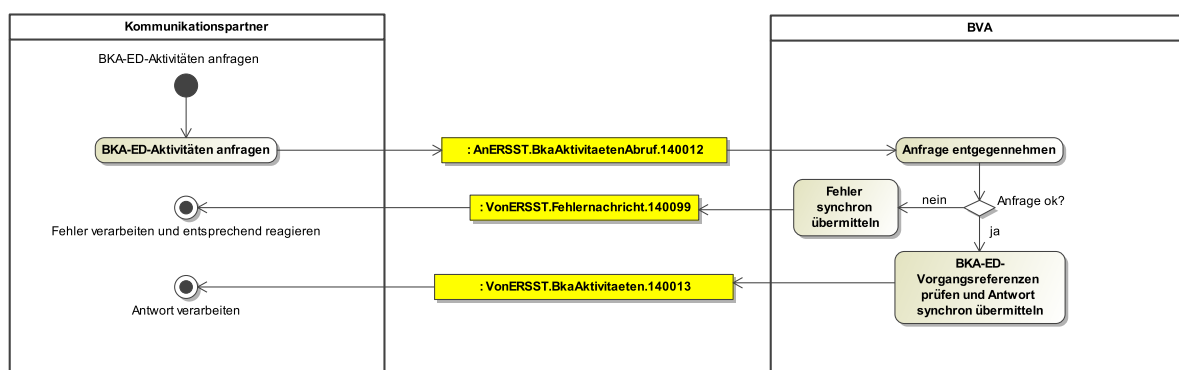 Kommunikationspartner
BVA
BKA-ED-Aktivitäten anfragen
BKA-ED-Aktivitäten anfragen
: AnERSST.BkaAktivitaetenAbruf.140012
Anfrage entgegennehmen
Fehler
synchron
übermitteln
nein
Anfrage ok?
ja
: VonERSST.Fehlernachricht.140099
Fehler verarbeiten und entsprechend reagieren
BKA-ED-
Vorgangsreferenzen
prüfen und Antwort
synchron übermitteln
: VonERSST.BkaAktivitaeten.140013
Antwort verarbeiten